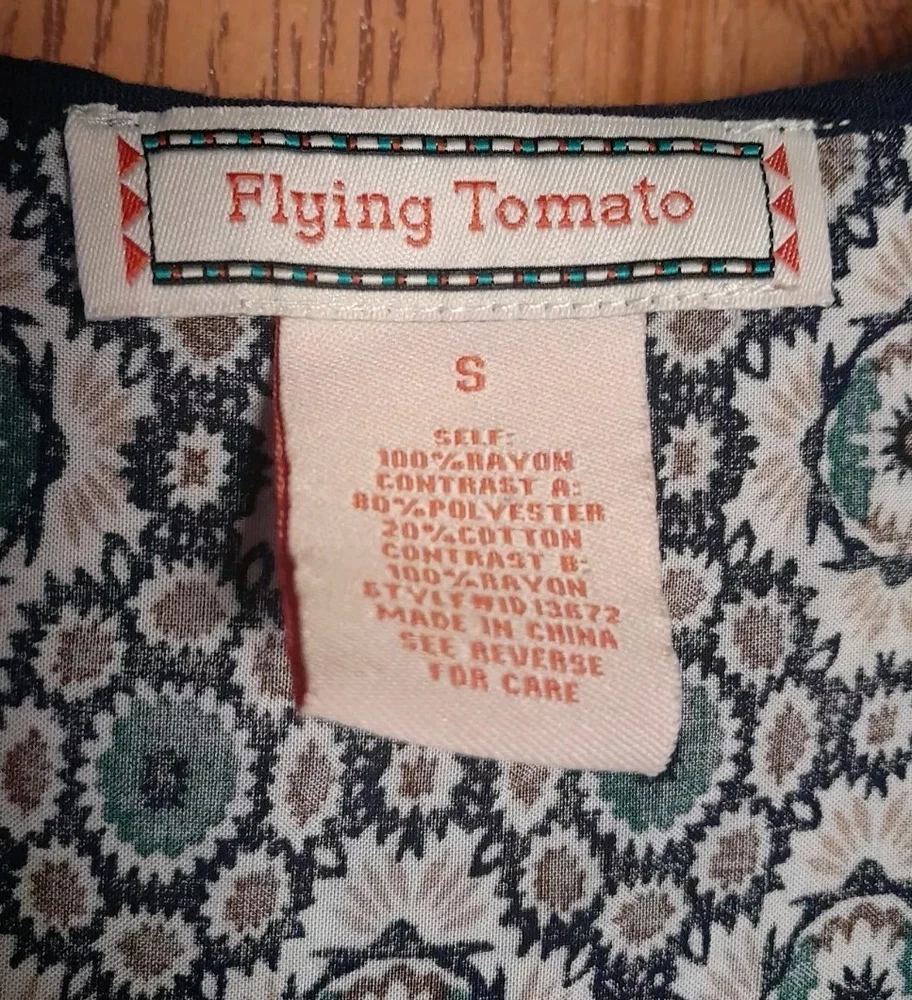 Flying Tomato
S
SELF:
100%RAYON
CONTRAST A:
80%POLYESTER
20%COTTON
CONTRAST B:
100%RAYON
STYLE#ID13672
MADE IN CHINA
SEE REVERSE
FOR CARE